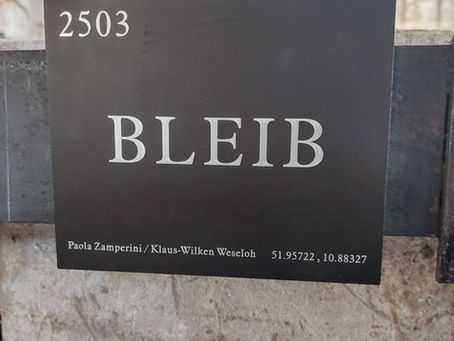 2503
BLEIB
Paola Zamperini / Klaus-Wilken Weseloh 51.95722 , 10.88327